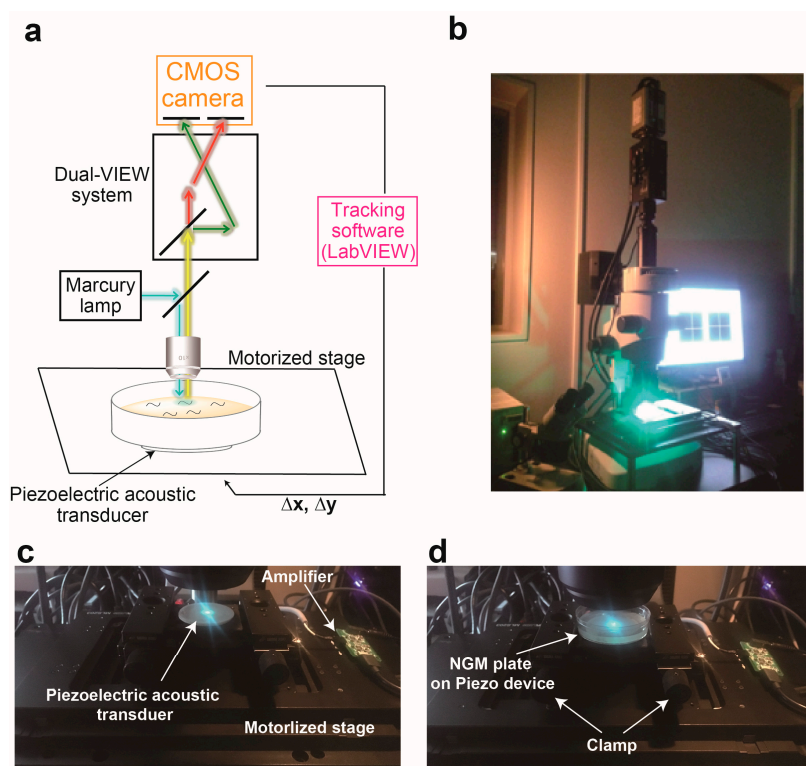 a
CMOS
camera
Dual-VIEW
system
Tracking
software
(LabVIEW)
Marcury
lamp
Motorized stage
Piezoelectric acoustic
transducer
Δx, Δy
b
c
Amplifier
Piezoelectric acoustic
transduer
Motorlized stage
d
NGM plate
on Piezo device
Clamp